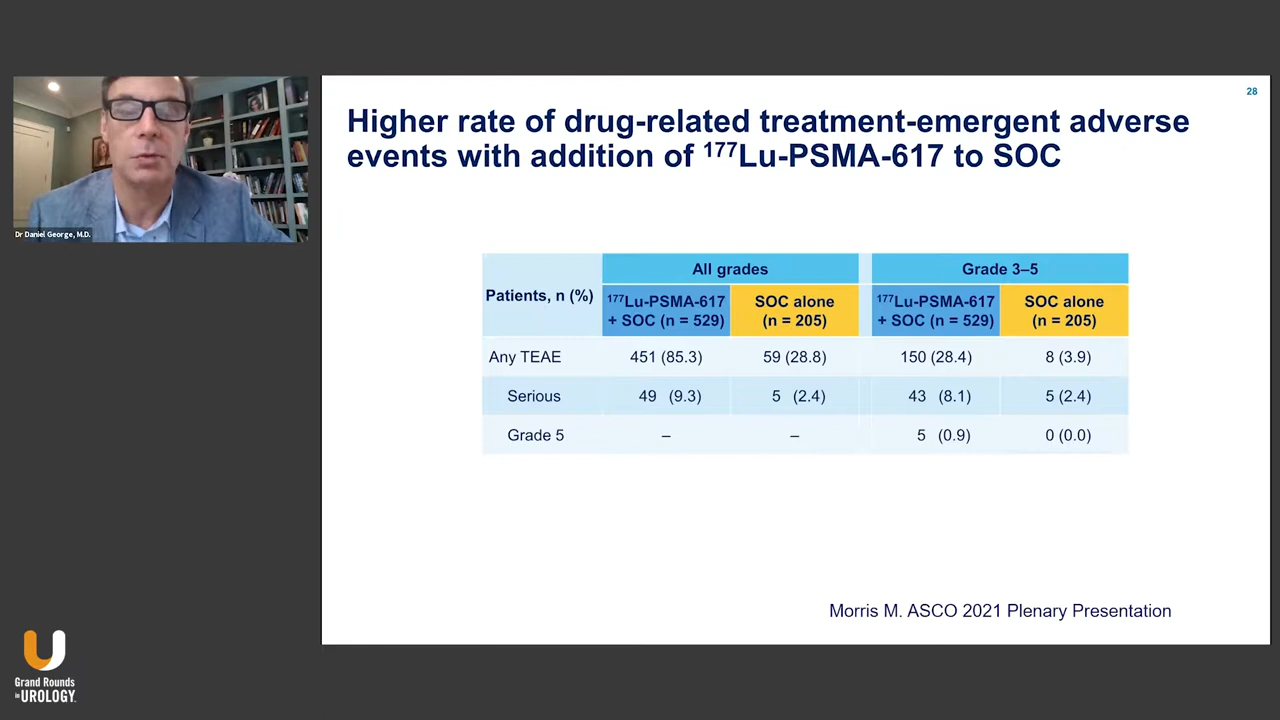 28
Higher rate of drug-related treatment-emergent adverse
events with addition of ¹⁷⁷Lu-PSMA-617 to SOC
Dr Daniel George, M.D.
Patients, n (%)
All grades
Grade 3–5
¹⁷⁷Lu-PSMA-617
+ SOC (n = 529)
SOC alone
(n = 205)
¹⁷⁷Lu-PSMA-617
+ SOC (n = 529)
SOC alone
(n = 205)
Any TEAE 451 (85.3) 59 (28.8) 150 (28.4) 8 (3.9)
Serious 49 (9.3) 5 (2.4) 43 (8.1) 5 (2.4)
Grade 5 – – 5 (0.9) 0 (0.0)
Morris M. ASCO 2021 Plenary Presentation
U
Grand Rounds
in UROLOGY